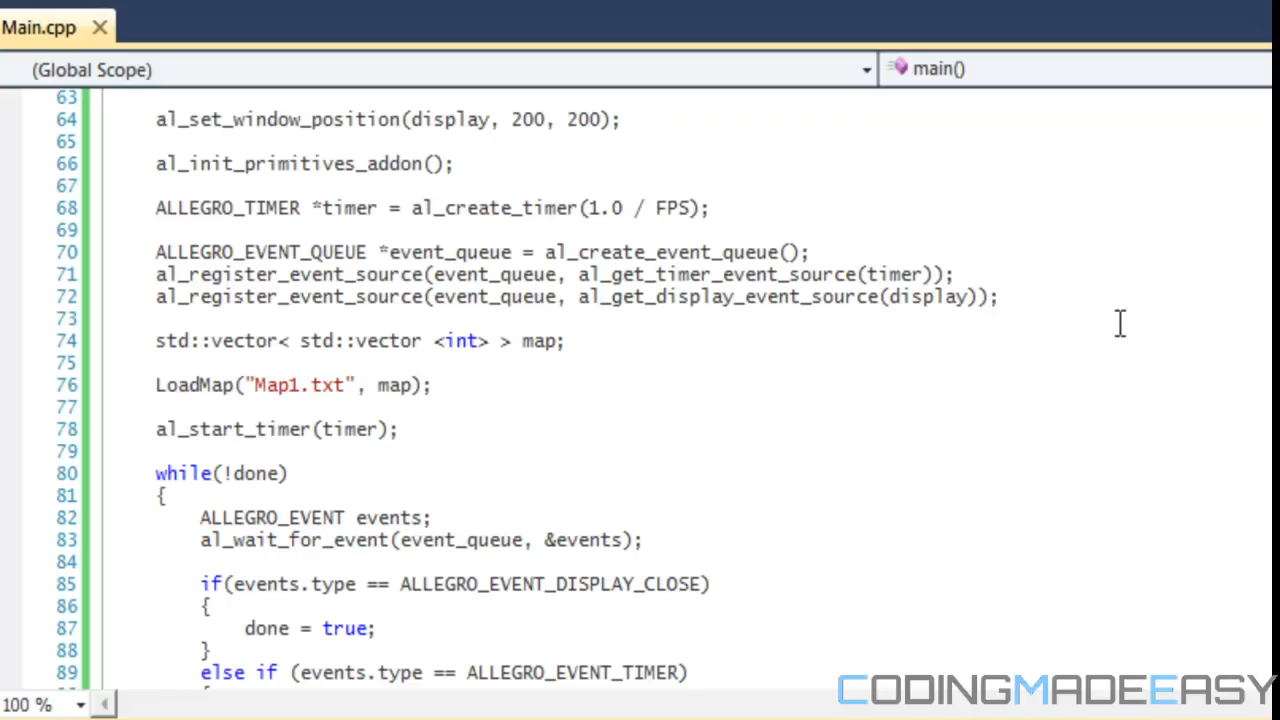 Main.cpp
(Global Scope) main()
63
64 al_set_window_position(display, 200, 200);
65
66 al_init_primitives_addon();
67
68 ALLEGRO_TIMER *timer = al_create_timer(1.0 / FPS);
69
70 ALLEGRO_EVENT_QUEUE *event_queue = al_create_event_queue();
71 al_register_event_source(event_queue, al_get_timer_event_source(timer));
72 al_register_event_source(event_queue, al_get_display_event_source(display));
73
74 std::vector< std::vector <int> > map;
75
76 LoadMap("Map1.txt", map);
77
78 al_start_timer(timer);
79
80 while(!done)
81 {
82 ALLEGRO_EVENT events;
83 al_wait_for_event(event_queue, &events);
84
85 if(events.type == ALLEGRO_EVENT_DISPLAY_CLOSE)
86 {
87 done = true;
88 }
89 else if (events.type == ALLEGRO_EVENT_TIMER)
100 %
CODINGMADEEASY